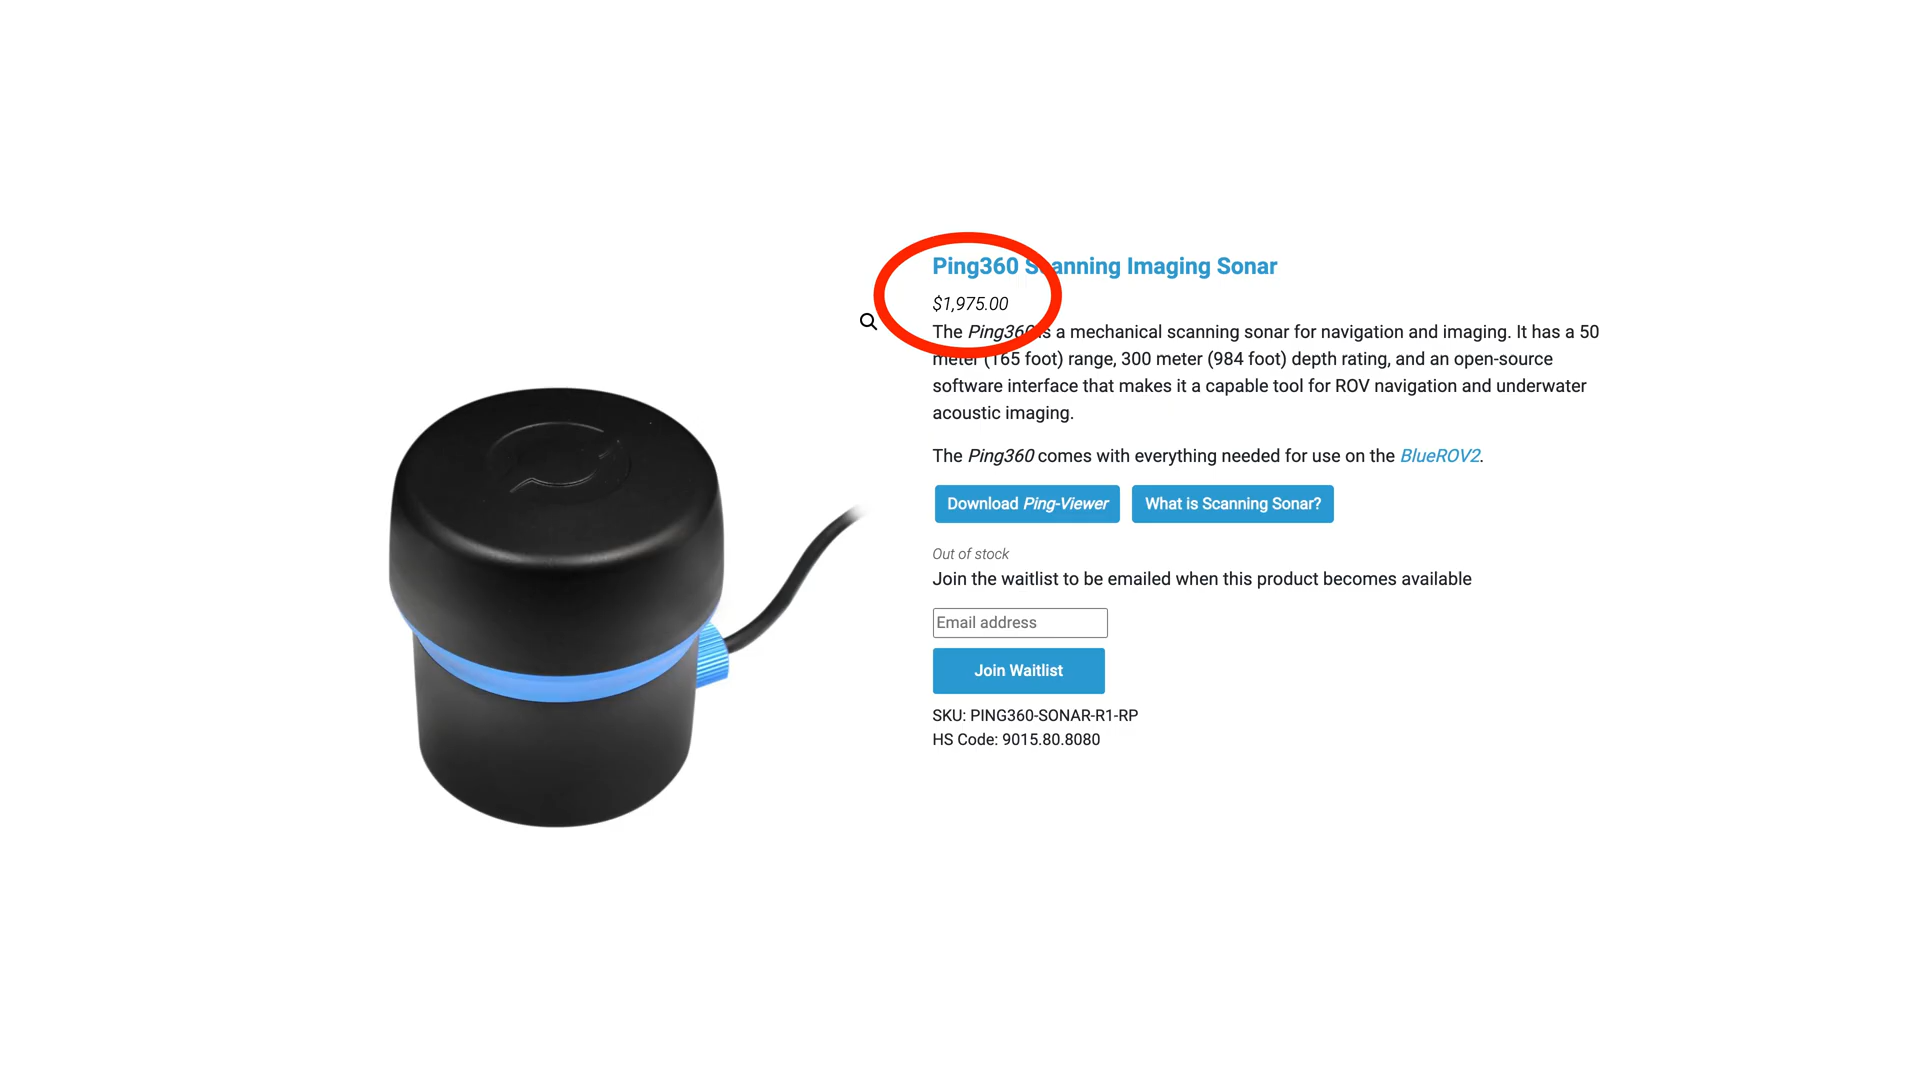 Ping360 Scanning Imaging Sonar
$1,975.00
The Ping360 is a mechanical scanning sonar for navigation and imaging. It has a 50
meter (165 foot) range, 300 meter (984 foot) depth rating, and an open-source
software interface that makes it a capable tool for ROV navigation and underwater
acoustic imaging.
The Ping360 comes with everything needed for use on the BlueROV2.
Download Ping-Viewer
What is Scanning Sonar?
Out of stock
Join the waitlist to be emailed when this product becomes available
Email address
Join Waitlist
SKU: PING360-SONAR-R1-RP
HS Code: 9015.80.8080